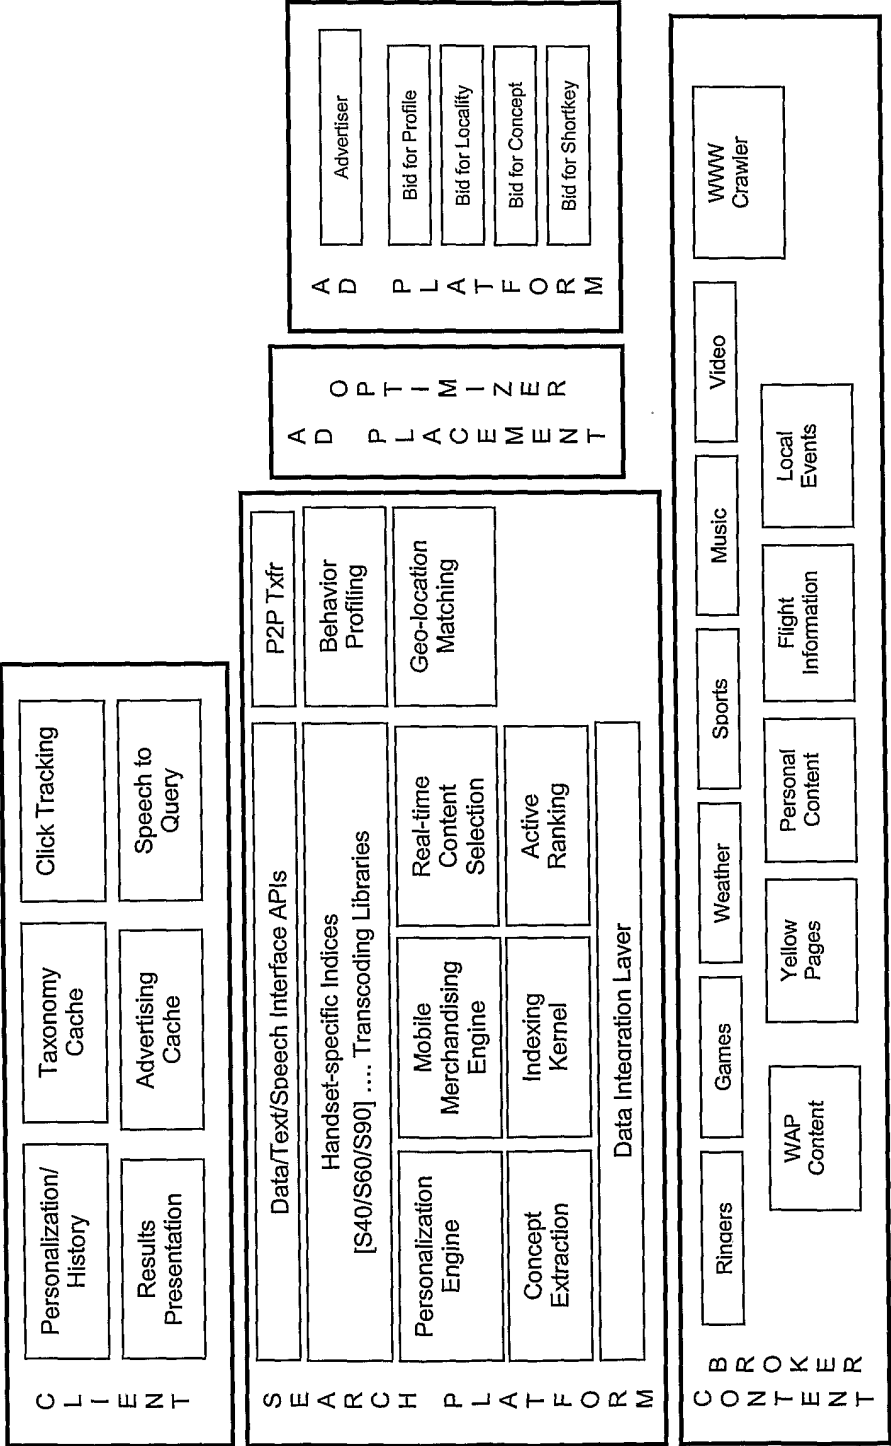 CLIENT
Personalization/
History
Taxonomy
Cache
Click Tracking
Results
Presentation
Advertising
Cache
Speech to
Query
SEARCH PLATFORM
Data/Text/Speech Interface APIs
P2P Txfr
Handset-specific Indices
[S40/S60/S90] .... Transcoding Libraries
Behavior
Profiling
Personalization
Engine
Mobile
Merchandising
Engine
Real-time
Content
Selection
Geo-location
Matching
Concept
Extraction
Indexing
Kernel
Active
Ranking
Data Integration Layer
AD PLACEMENT
OPTIMIZER
AD PLATFORM
Advertiser
Bid for Profile
Bid for Locality
Bid for Concept
Bid for Shortkey
CONTENT
BROKER
Ringers
Games
Weather
Sports
Music
Video
WWW
Crawler
WAP
Content
Yellow
Pages
Personal
Content
Flight
Information
Local
Events